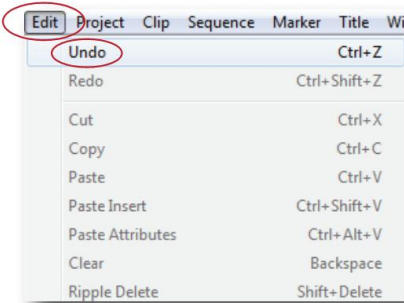 Edit Project Clip Sequence Marker Title
Undo Ctrl+Z
Redo Ctrl+Shift+Z
Cut Ctrl+X
Copy Ctrl+C
Paste Ctrl+V
Paste Insert Ctrl+Shift+V
Paste Attributes Ctrl+Alt+V
Clear Backspace
Ripple Delete Shift+Delete